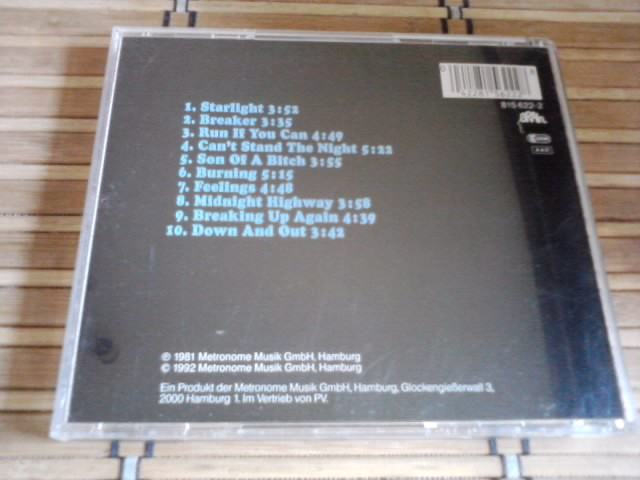 815 622-2
1. Starlight 3:52
2. Breaker 3:35
3. Run If You Can 4:49
4. Can't Stand The Night 5:22
5. Son Of A Bitch 3:55
6. Burning 5:15
7. Feelings 4:48
8. Midnight Highway 3:58
9. Breaking Up Again 4:39
10. Down And Out 3:42
℗ 1981 Metronome Musik GmbH, Hamburg
© 1992 Metronome Musik GmbH, Hamburg
Ein Produkt der Metronome Musik GmbH, Hamburg, Glockengießerwall 3,
2000 Hamburg 1. Im Vertrieb von PV.